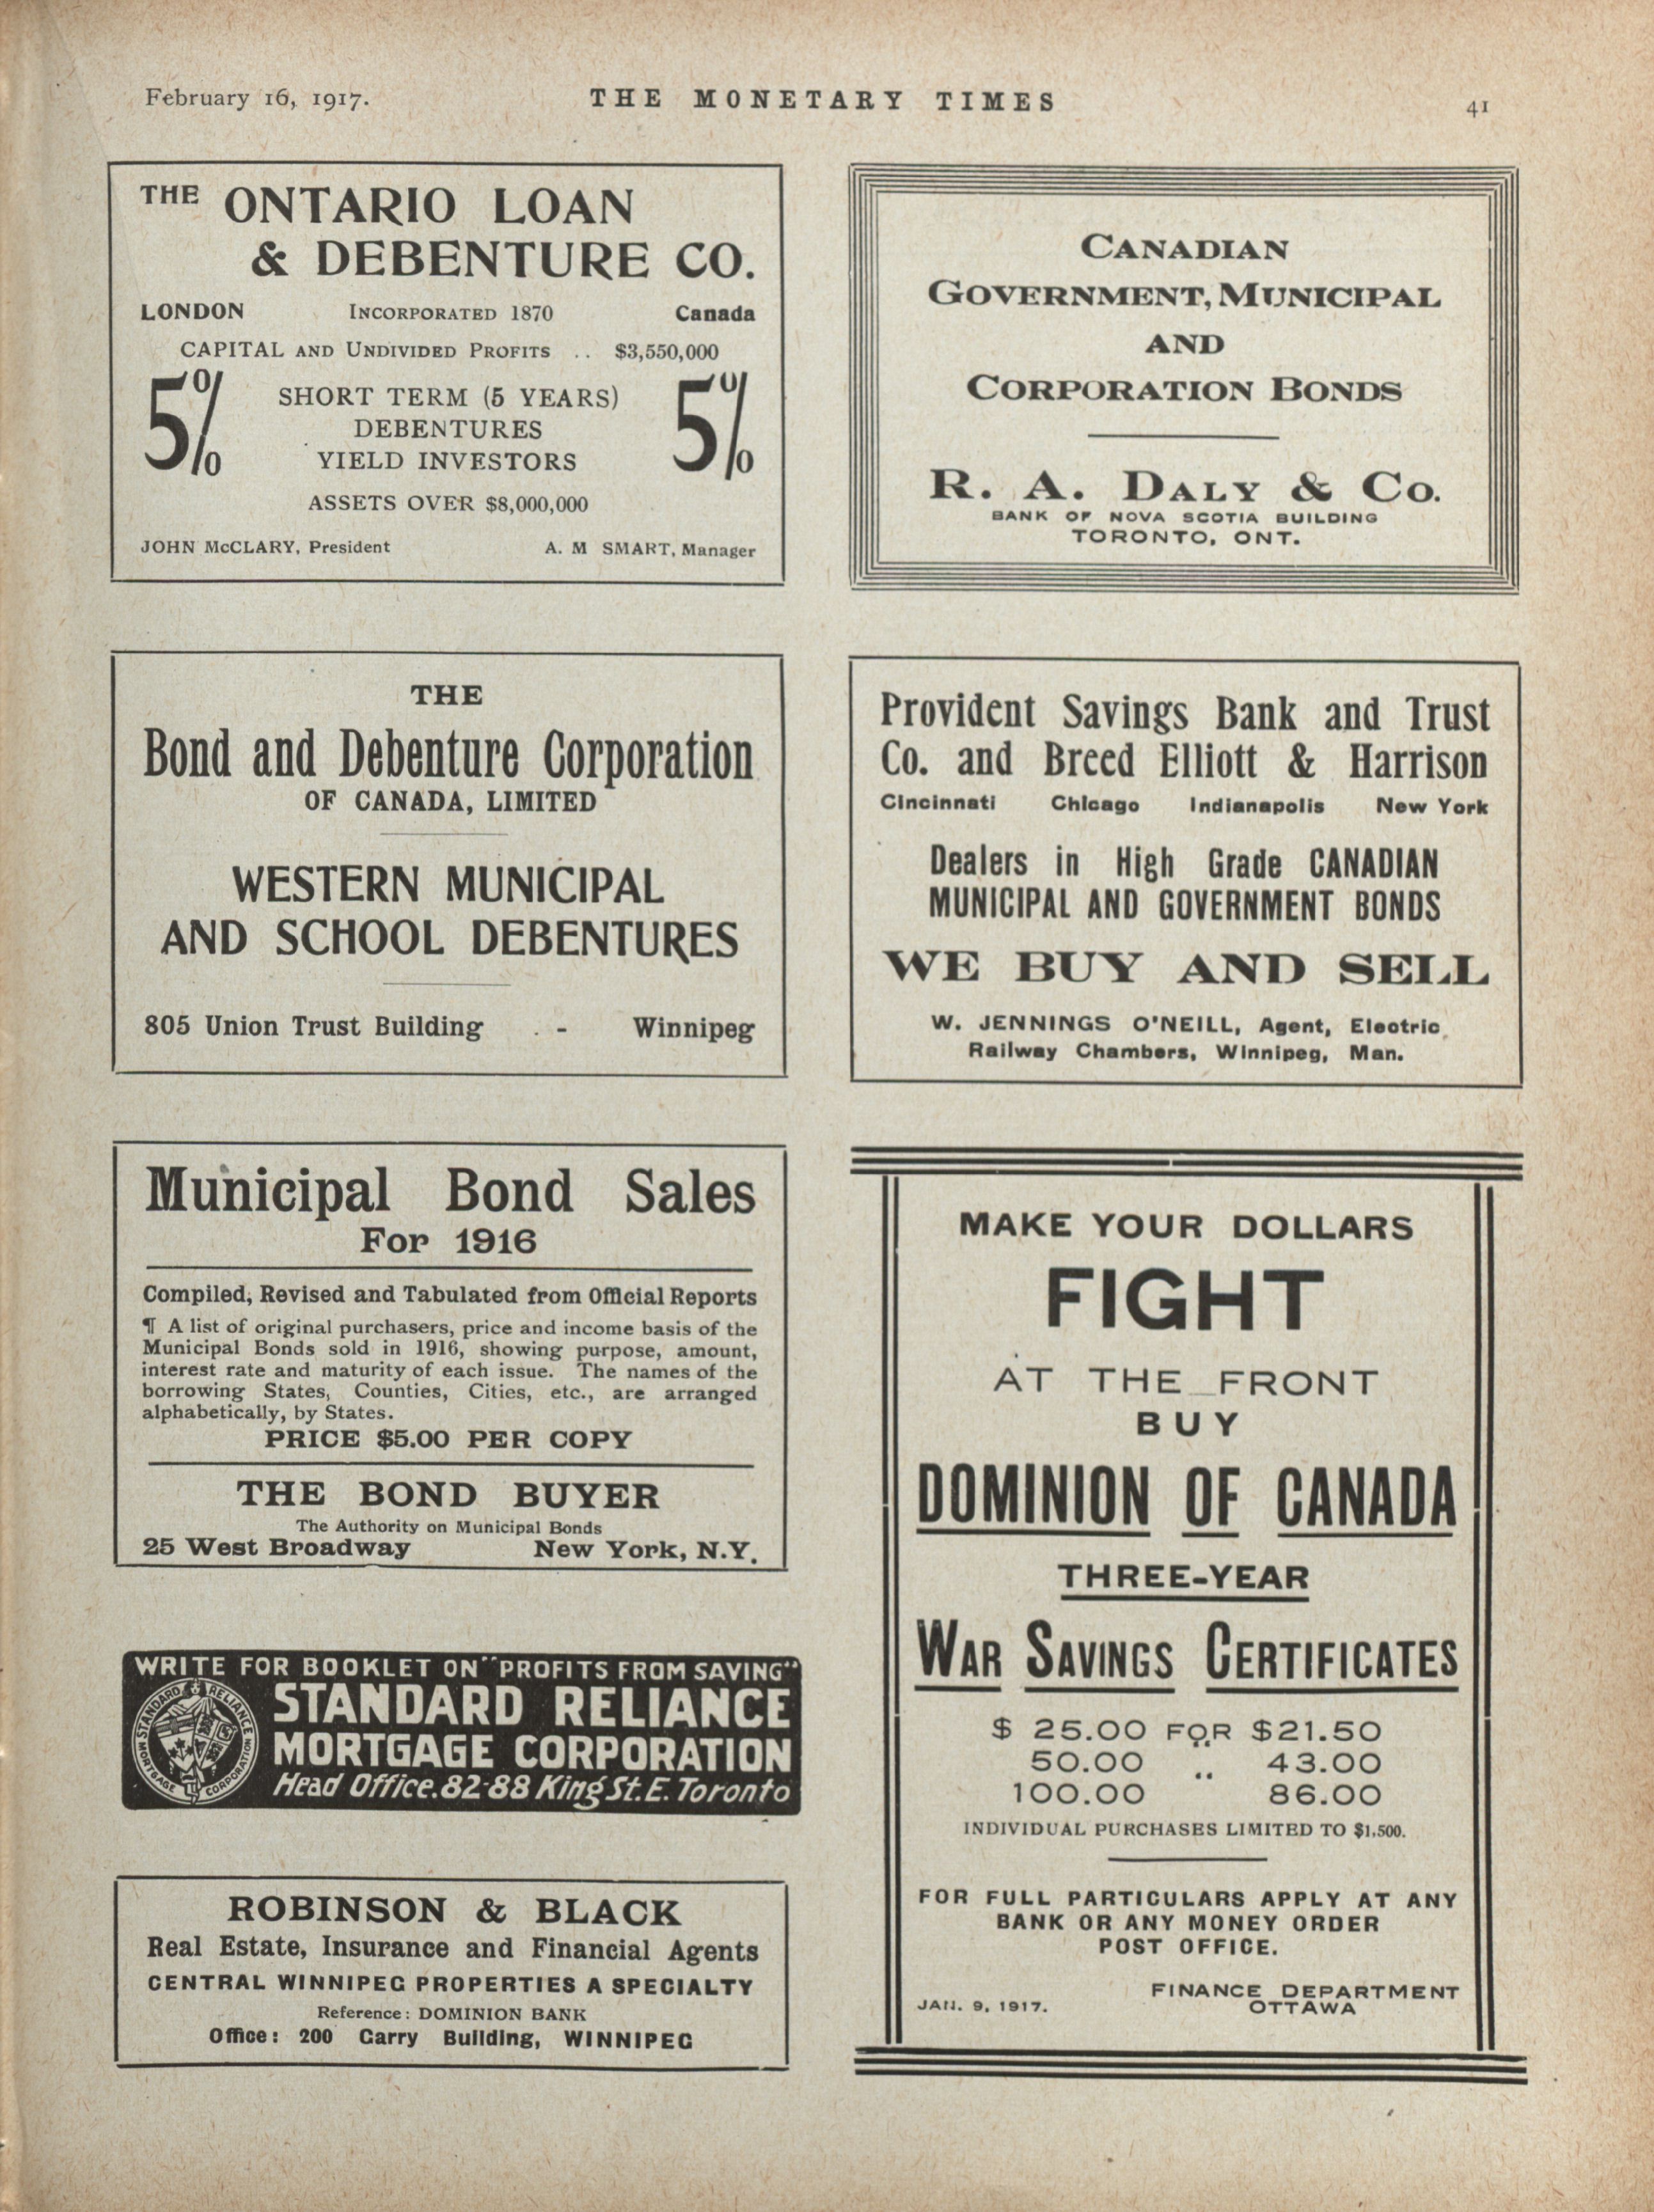 February 16, 1917.
THE MONETARY TIMES
41
THE ONTARIO LOAN
& DEBENTURE CO.
LONDON INCORPORATED 1870 Canada
CAPITAL AND UNDIVIDED PROFITS .. $3,550,000
5% SHORT TERM (5 YEARS) 5%
DEBENTURES
YIELD INVESTORS
ASSETS OVER $8,000,000
JOHN McCLARY, President A. M SMART, Manager
THE
Bond and Debenture Corporation
OF CANADA, LIMITED
WESTERN MUNICIPAL
AND SCHOOL DEBENTURES
805 Union Trust Building - Winnipeg
Municipal Bond Sales
For 1916
Compiled, Revised and Tabulated from Official Reports
¶ A list of original purchasers, price and income basis of the
Municipal Bonds sold in 1916, showing purpose, amount,
interest rate and maturity of each issue. The names of the
borrowing States, Counties, Cities, etc., are arranged
alphabetically, by States.
PRICE $5.00 PER COPY
THE BOND BUYER
The Authority on Municipal Bonds
25 West Broadway New York, N.Y.
WRITE FOR BOOKLET ON "PROFITS FROM SAVING"
STANDARD RELIANCE
MORTGAGE CORPORATION
Head Office. 82-88 King St. E. Toronto
STANDARD RELIANCE MORTGAGE CORPORATION
ROBINSON & BLACK
Real Estate, Insurance and Financial Agents
CENTRAL WINNIPEG PROPERTIES A SPECIALTY
Reference: DOMINION BANK
Office: 200 Garry Building, WINNIPEG
CANADIAN
GOVERNMENT, MUNICIPAL
AND
CORPORATION BONDS
R. A. DALY & CO.
BANK OF NOVA SCOTIA BUILDING
TORONTO, ONT.
Provident Savings Bank and Trust
Co. and Breed Elliott & Harrison
Cincinnati Chicago Indianapolis New York
Dealers in High Grade CANADIAN
MUNICIPAL AND GOVERNMENT BONDS
WE BUY AND SELL
W. JENNINGS O'NEILL, Agent, Electric
Railway Chambers, Winnipeg, Man.
MAKE YOUR DOLLARS
FIGHT
AT THE FRONT
BUY
DOMINION OF CANADA
THREE-YEAR
WAR SAVINGS CERTIFICATES
$ 25.00 FOR $21.50
50.00 " 43.00
100.00 " 86.00
INDIVIDUAL PURCHASES LIMITED TO $1,500.
FOR FULL PARTICULARS APPLY AT ANY
BANK OR ANY MONEY ORDER
POST OFFICE.
FINANCE DEPARTMENT
JAN. 9, 1917. OTTAWA